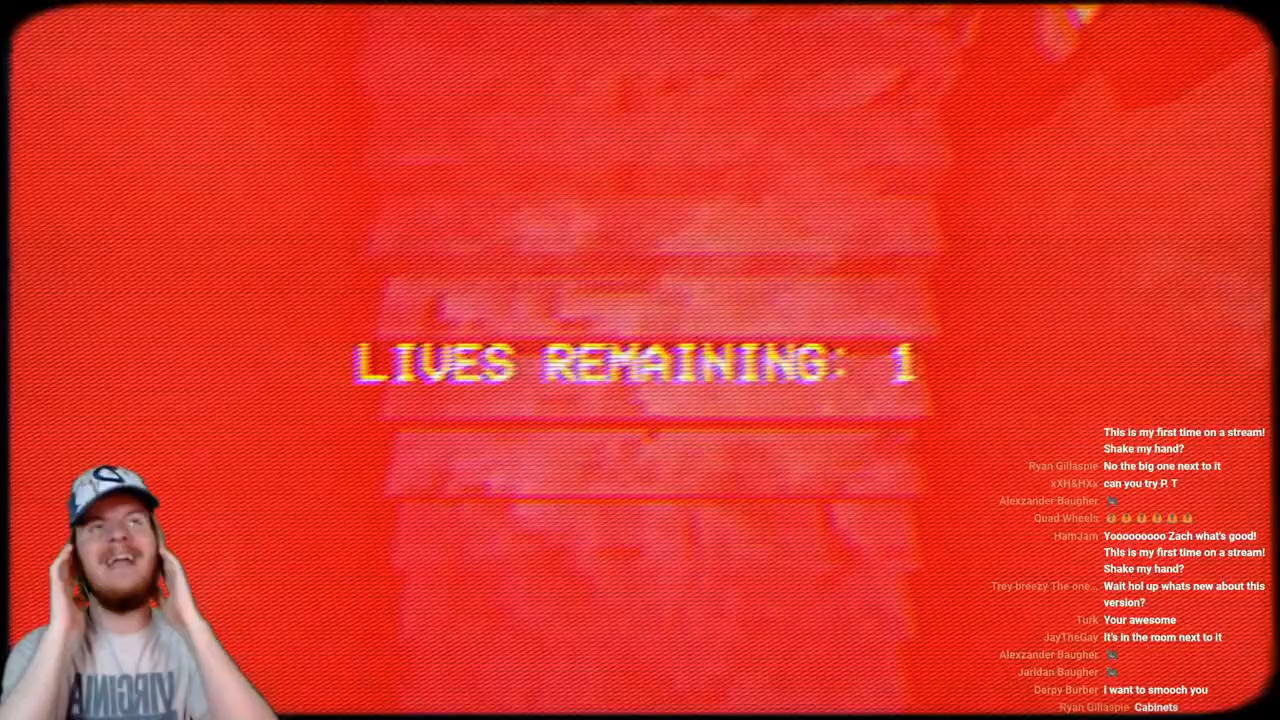 LIVES REMAINING: 1
This is my first time on a stream!
Shake my hand?
Ryan Gillaspie No the big one next to it
xXH&HXx can you try P. T
Alexzander Baugher
Quad Wheels
HamJam Yooooooooo Zach what's good!
This is my first time on a stream!
Shake my hand?
Trey breezy The one... Wait hol up whats new about this
version?
Turk Your awesome
JayTheGay It's in the room next to it
Alexzander Baugher
Jaridan Baugher
Derpy Burber I want to smooch you
Ryan Gillaspie Cabinets
VIRGINIA